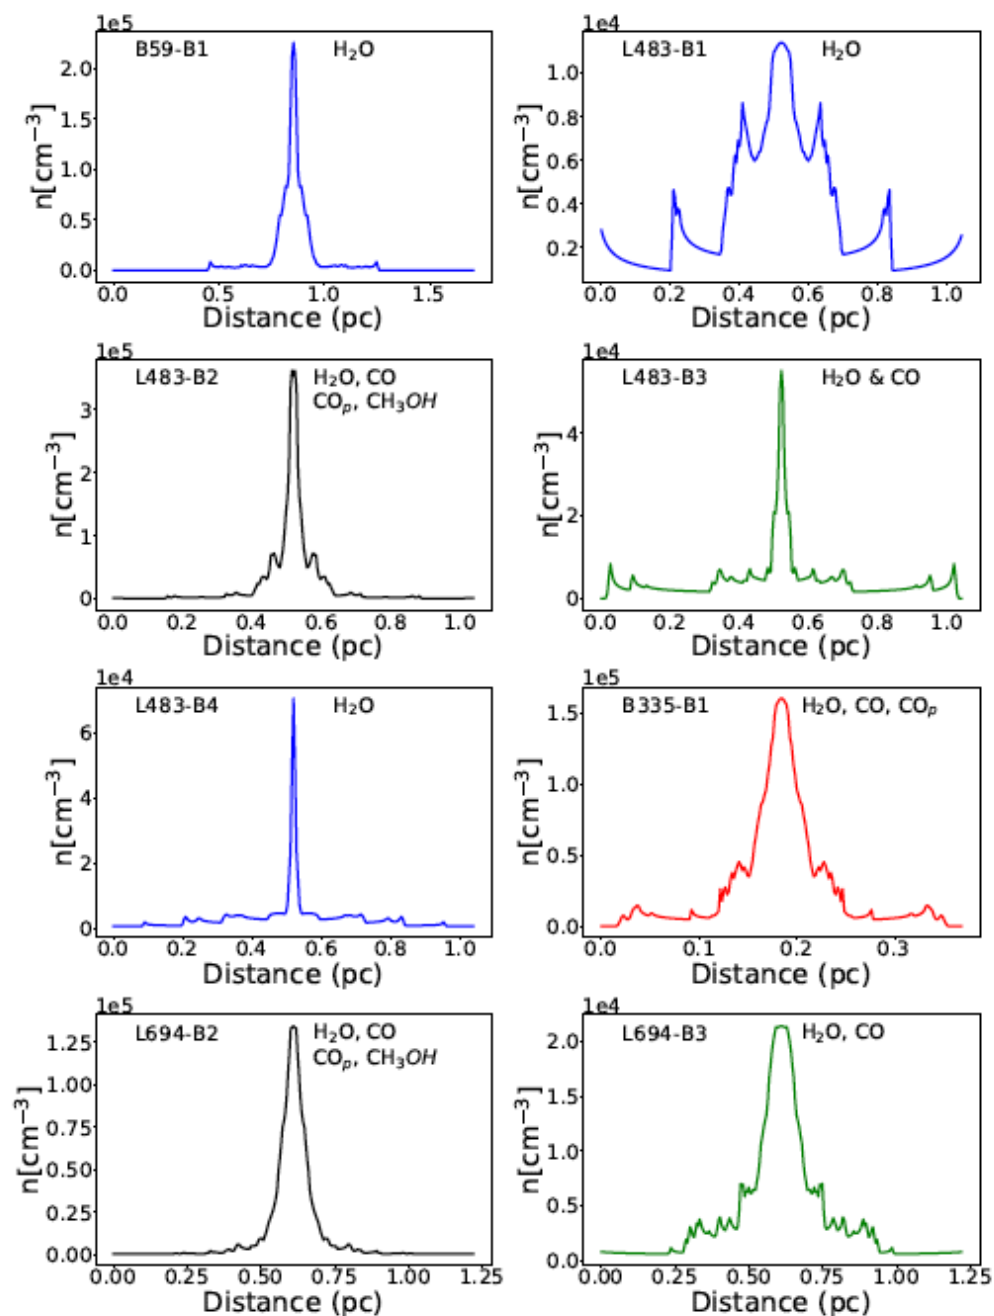 1e5
B59-B1 H₂O
n[cm⁻³]
2.0
1.5
1.0
0.5
0.0
0.0 0.5 1.0 1.5
Distance (pc)
1e4
L483-B1 H₂O
n[cm⁻³]
1.0
0.8
0.6
0.4
0.2
0.0 0.2 0.4 0.6 0.8 1.0
Distance (pc)
1e5
L483-B2 H₂O, CO
COₚ, CH₃OH
n[cm⁻³]
3
2
1
0
0.0 0.2 0.4 0.6 0.8 1.0
Distance (pc)
1e4
L483-B3 H₂O & CO
n[cm⁻³]
4
2
0
0.0 0.2 0.4 0.6 0.8 1.0
Distance (pc)
1e4
L483-B4 H₂O
n[cm⁻³]
6
4
2
0
0.0 0.2 0.4 0.6 0.8 1.0
Distance (pc)
1e5
B335-B1 H₂O, CO, COₚ
n[cm⁻³]
1.5
1.0
0.5
0.0
0.0 0.1 0.2 0.3
Distance (pc)
1e5
L694-B2 H₂O, CO
COₚ, CH₃OH
n[cm⁻³]
1.25
1.00
0.75
0.50
0.25
0.00
0.00 0.25 0.50 0.75 1.00 1.25
Distance (pc)
1e4
L694-B3 H₂O, CO
n[cm⁻³]
2.0
1.5
1.0
0.5
0.0
0.00 0.25 0.50 0.75 1.00 1.25
Distance (pc)